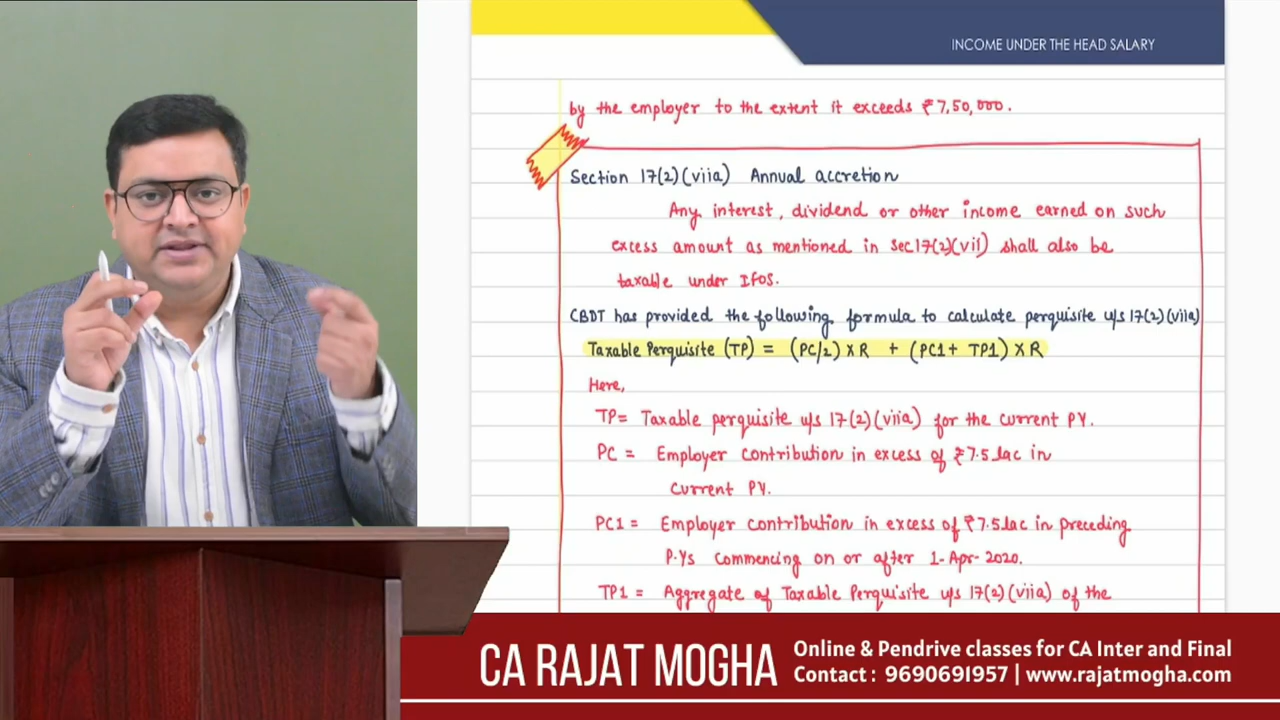 INCOME UNDER THE HEAD SALARY
by the employer to the extent it exceeds ₹7,50,000.
Section 17(2)(viia) Annual accretion
Any interest, dividend or other income earned on such
excess amount as mentioned in Sec17(2)(vii) shall also be
taxable under IFOS.
CBDT has provided the following formula to calculate perquisite u/s 17(2)(viia)
Taxable Perquisite (TP) = (PC/2) X R + (PC1 + TP1) X R
Here,
TP= Taxable perquisite u/s 17(2)(viia) for the current PY.
PC = Employer contribution in excess of ₹7.5 lac in
current PY.
PC1 = Employer contribution in excess of ₹7.5 lac in preceding
P.Ys commencing on or after 1-Apr-2020.
TP1 = Aggregate of Taxable Perquisite u/s 17(2)(viia) of the
CA RAJAT MOGHA
Online & Pendrive classes for CA Inter and Final
Contact : 9690691957 | www.rajatmogha.com